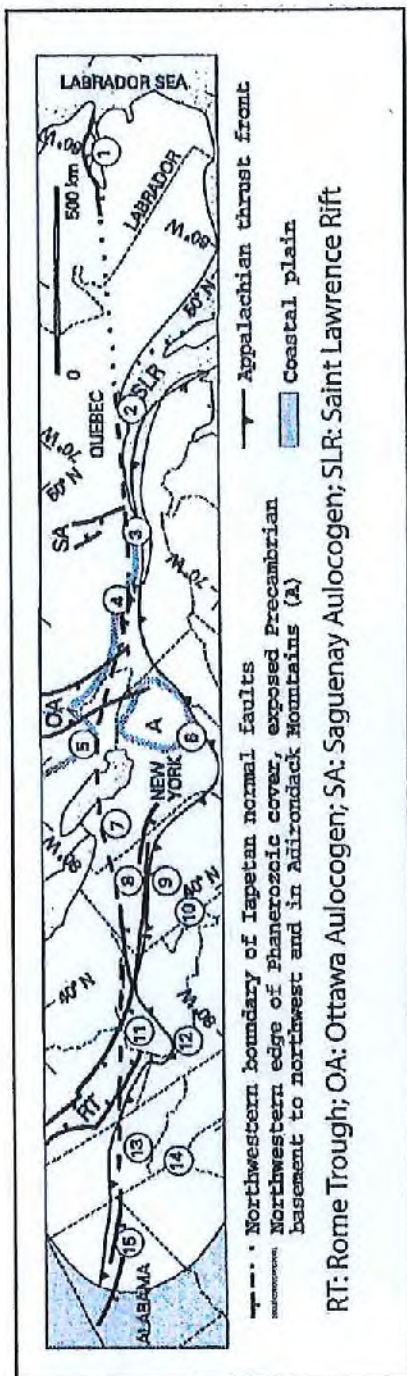 LABRADOR SEA
60° N
1
500 km
0
LABRADOR
60° W
50° N
QUEBEC
70° W
50° N
SLR
2
SA
3
4
70° W
OA
5
A
6
7
NEW
YORK
8
9
10
40° N
40° N
RT
11
12
80° W
13
14
15
ALABAMA
Northwestern boundary of Iapetan normal faults
Northwestern edge of Phanerozoic cover, exposed Precambrian
basement to northwest and in Adirondack Mountains (A)
Appalachian thrust front
Coastal plain
RT: Rome Trough; OA: Ottawa Aulocogen; SA: Saguenay Aulocogen; SLR: Saint Lawrence Rift